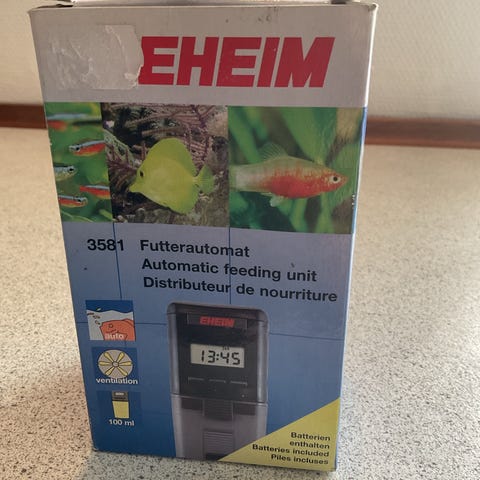 EHEIM
3581 Futterautomat
Automatic feeding unit
Distributeur de nourriture
auto
ventilation
100 ml
EHEIM
13:45
Batterien
enthalten
Batteries included
Piles incluses